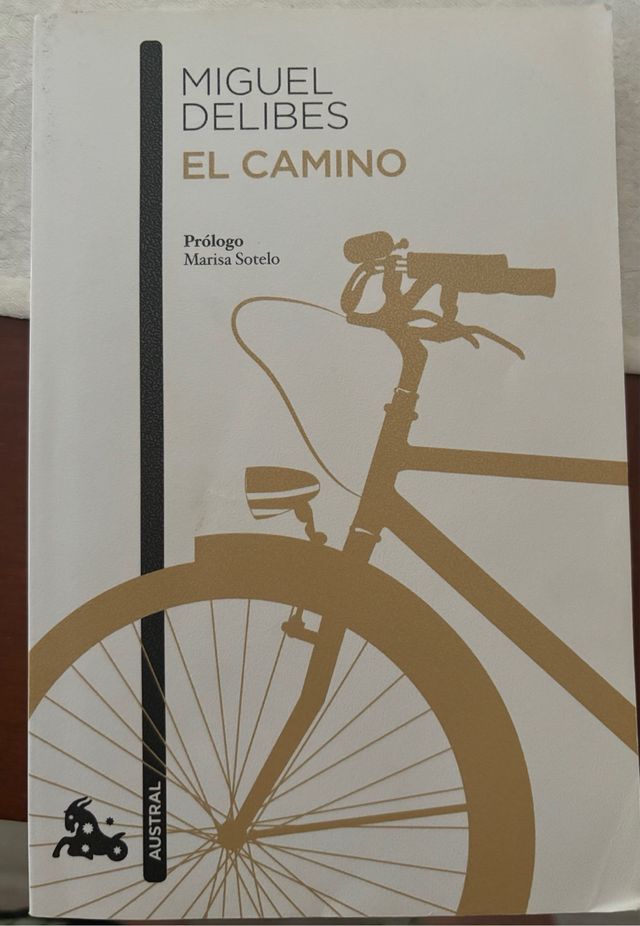 MIGUEL
DELIBES
EL CAMINO
Prólogo
Marisa Sotelo
AUSTRAL